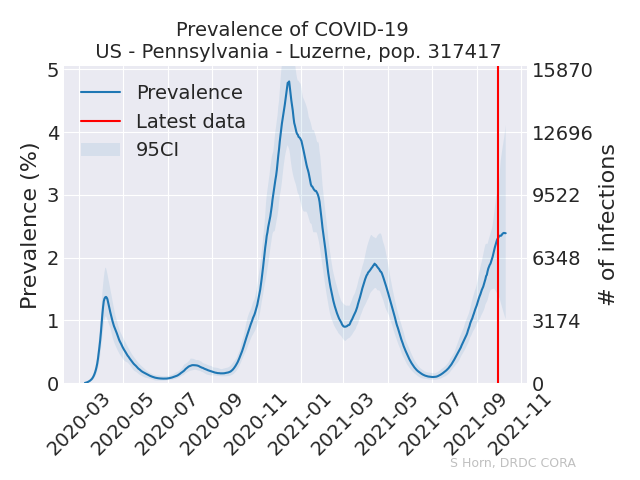 Prevalence of COVID-19
US - Pennsylvania - Luzerne, pop. 317417
Prevalence
Latest data
95CI
Prevalence (%)
5
4
3
2
1
0
15870
12696
9522
6348
3174
0
# of infections
2020-03
2020-05
2020-07
2020-09
2020-11
2021-01
2021-03
2021-05
2021-07
2021-09
2021-11
S Horn, DRDC CORA